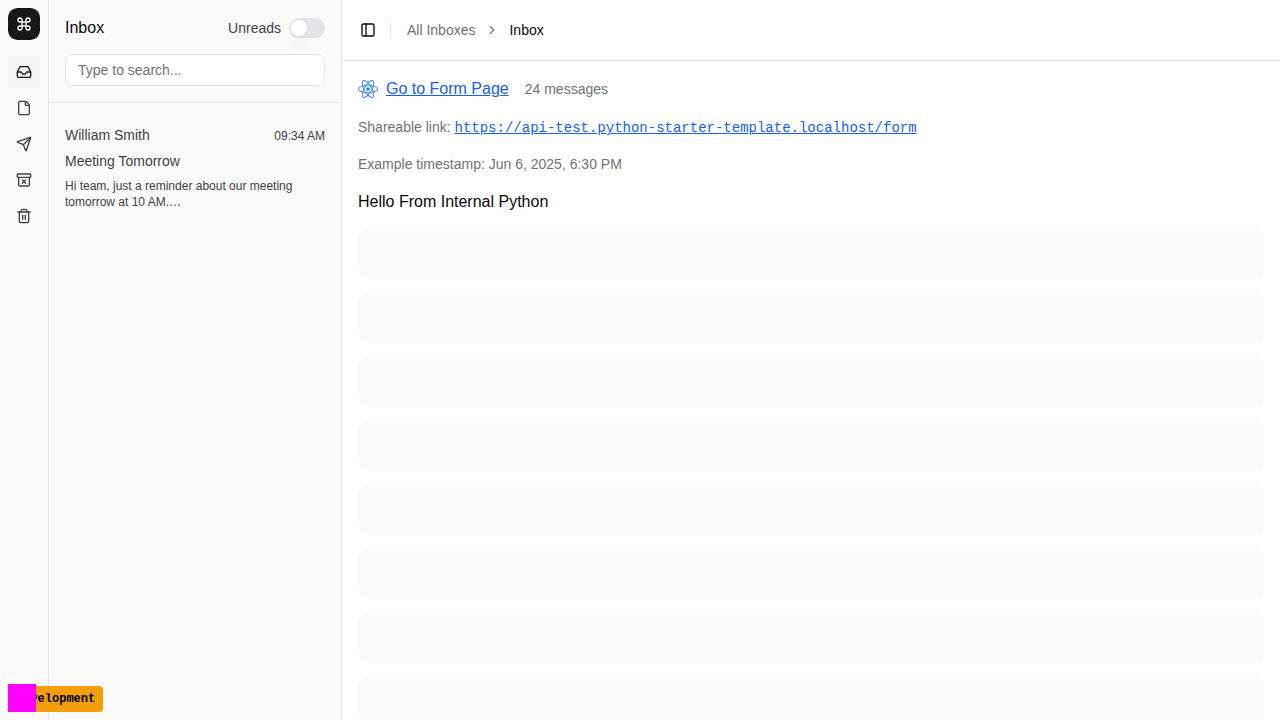 Inbox
Unreads
Type to search...
William Smith
09:34 AM
Meeting Tomorrow
Hi team, just a reminder about our meeting
tomorrow at 10 AM.…
All Inboxes
Inbox
Go to Form Page
24 messages
Shareable link: https://api-test.python-starter-template.localhost/form
Example timestamp: Jun 6, 2025, 6:30 PM
Hello From Internal Python